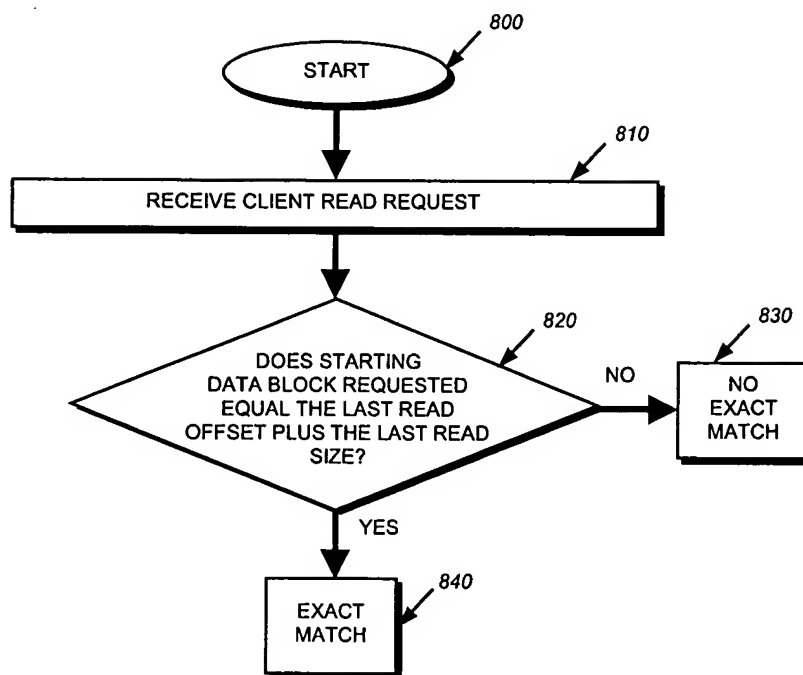 800
START
810
RECEIVE CLIENT READ REQUEST
820
DOES STARTING
DATA BLOCK REQUESTED
EQUAL THE LAST READ
OFFSET PLUS THE LAST READ
SIZE?
NO
830
NO
EXACT
MATCH
YES
840
EXACT
MATCH